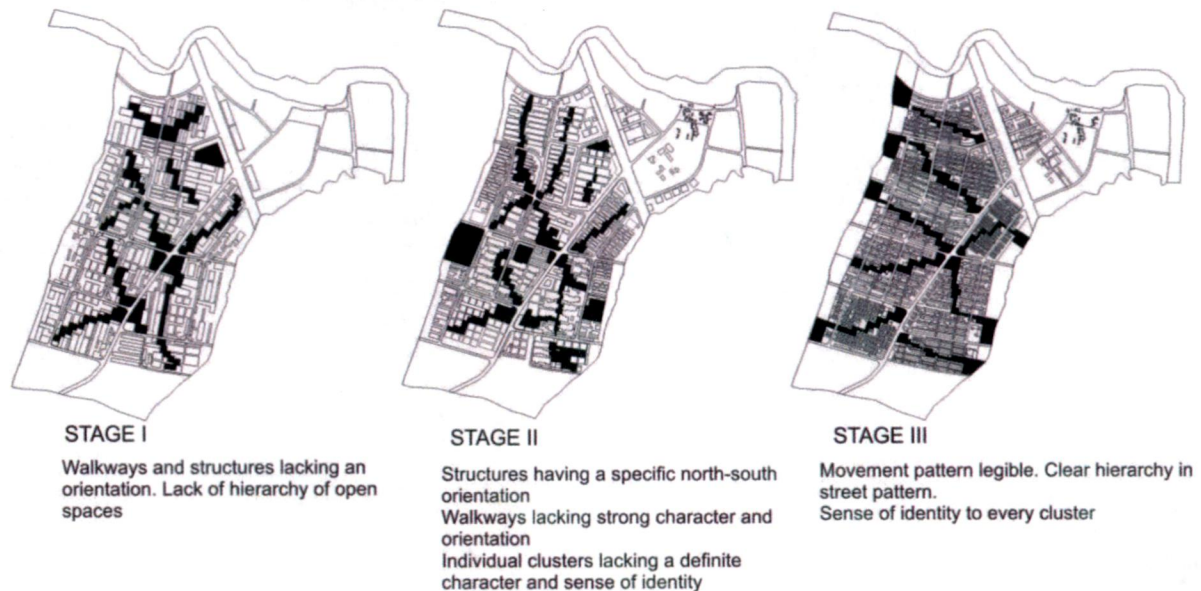 STAGE I
Walkways and structures lacking an
orientation. Lack of hierarchy of open
spaces
STAGE II
Structures having a specific north-south
orientation
Walkways lacking strong character and
orientation
Individual clusters lacking a definite
character and sense of identity
STAGE III
Movement pattern legible. Clear hierarchy in
street pattern.
Sense of identity to every cluster